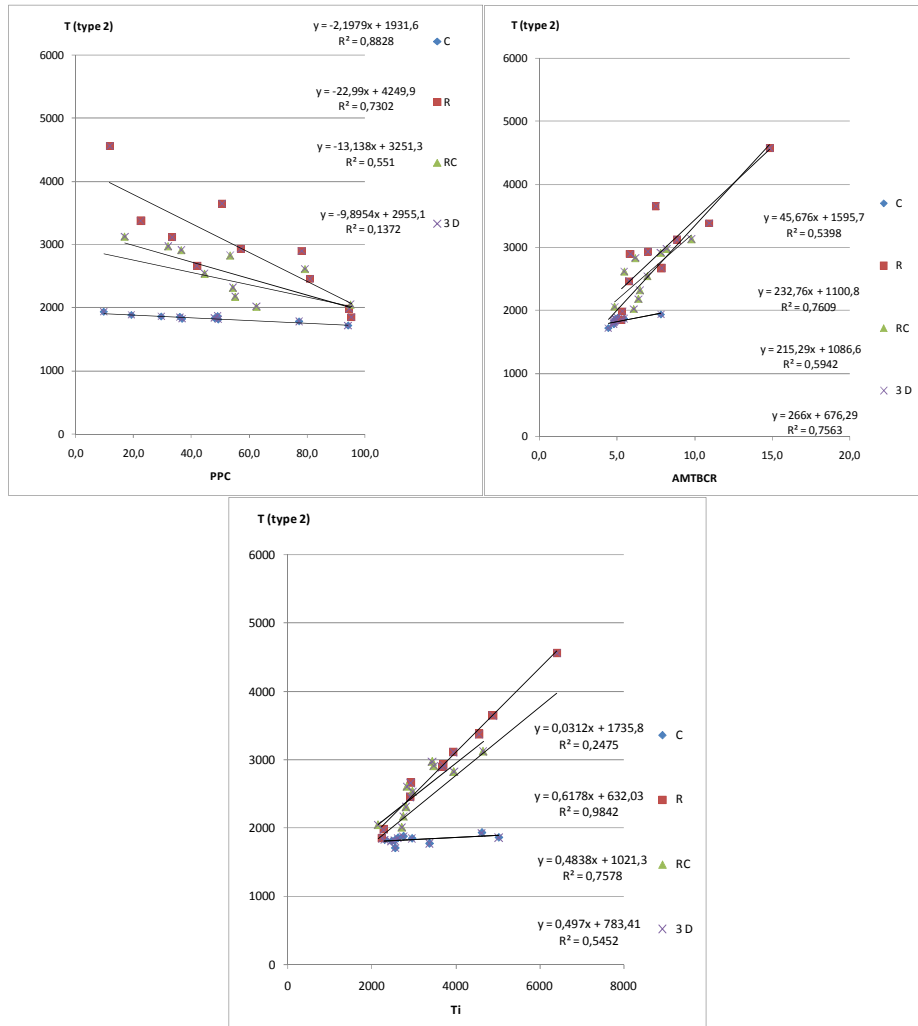 T (type 2)
y = -2,1979x + 1931,6
R² = 0,8828
C
y = -22,99x + 4249,9
R² = 0,7302
R
y = -13,138x + 3251,3
R² = 0,551
RC
y = -9,8954x + 2955,1
R² = 0,1372
3 D
6000
5000
4000
3000
2000
1000
0
0,0 20,0 40,0 60,0 80,0 100,0
PPC
T (type 2)
6000
5000
4000
3000
2000
1000
0
C
45,676x + 1595,7
0,5398
R
y = 232,76x + 1100,8
R² = 0,7609
RC
y = 215,29x + 1086,6
R² = 0,5942
3 D
y = 266x + 676,29
R² = 0,7563
0,0 5,0 10,0 15,0 20,0
AMTBCR
T (type 2)
6000
5000
4000
3000
2000
1000
0
y = 0,0312x + 1735,8
R² = 0,2475
C
y = 0,6178x + 632,03
R² = 0,9842
R
y = 0,4838x + 1021,3
R² = 0,7578
RC
y = 0,497x + 783,41
R² = 0,5452
3 D
0 2000 4000 6000 8000
Ti